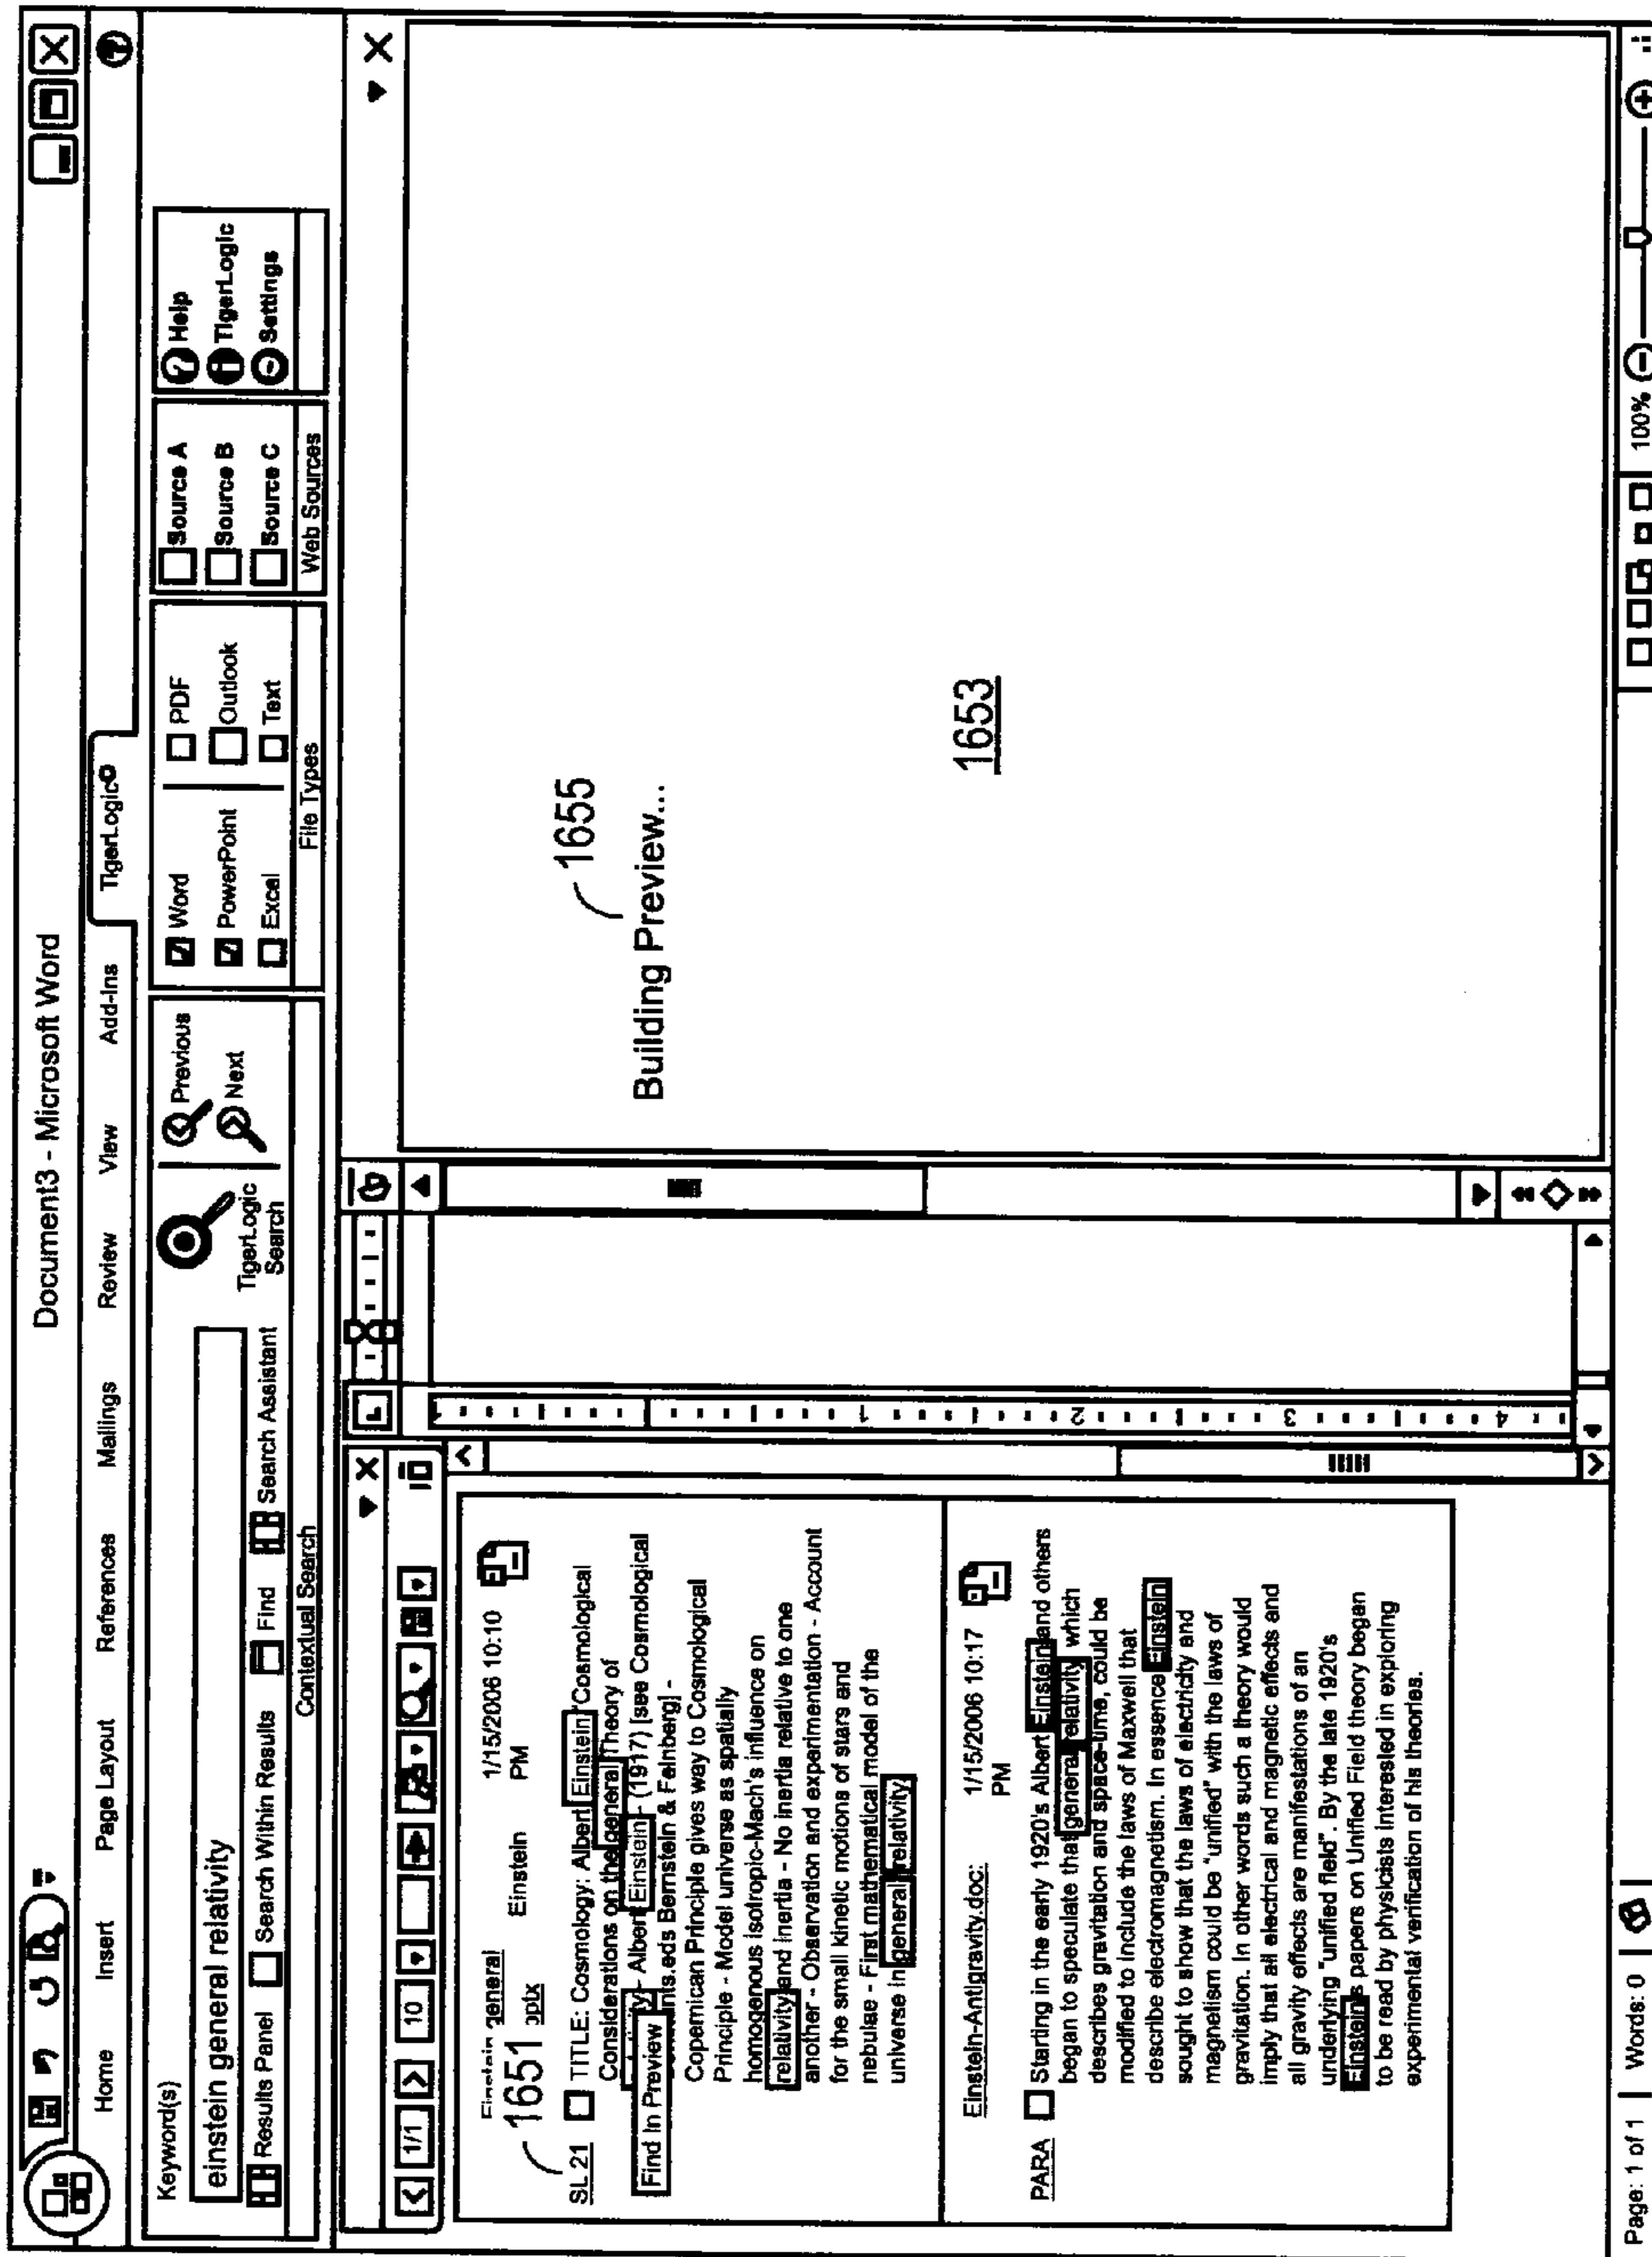 Document3 - Microsoft Word
Home Insert Page Layout References Mailings Review View Add-Ins TigerLogic
Keyword(s)
einstein general relativity
Results Panel Search Within Results Find Search Assistant
TigerLogic
Search
Previous
Next
Contextual Search
Word
PowerPoint
Excel
PDF
Outlook
Text
File Types
Source A
Source B
Source C
Web Sources
Help
TigerLogic
Settings
1/1 10
Einstein general
pptx
Einstein
1/15/2006 10:10
PM
1651
SL 21 TITLE: Cosmology: Albert Einstein/Cosmological
Considerations on the general Theory of
- Albert Einstein - (1917) [see Cosmological
.eds Bernstein & Feinberg] -
Find In Preview
Copernican Principle gives way to Cosmological
Principle - Model universe as spatially
homogenous isotropic-Mach's influence on
relativity and inertia - No inertia relative to one
another - Observation and experimentation - Account
for the small kinetic motions of stars and
nebulae - First mathematical model of the
universe in general relativity
Einstein-Antigravity.doc:
1/15/2006 10:17
PM
PARA Starting in the early 1920's Albert Einstein and others
began to speculate that general relativity, which
describes gravitation and space-time, could be
modified to include the laws of Maxwell that
describe electromagnetism. In essence Einstein
sought to show that the laws of electricity and
magnetism could be "unified" with the laws of
gravitation. In other words such a theory would
imply that all electrical and magnetic effects and
all gravity effects are manifestations of an
underlying "unified field". By the late 1920's
Einstein's papers on Unified Field theory began
to be read by physicists interested in exploring
experimental verification of his theories.
1 1 2 3 4
1655
Building Preview...
1653
Page: 1 of 1 Words: 0 100%